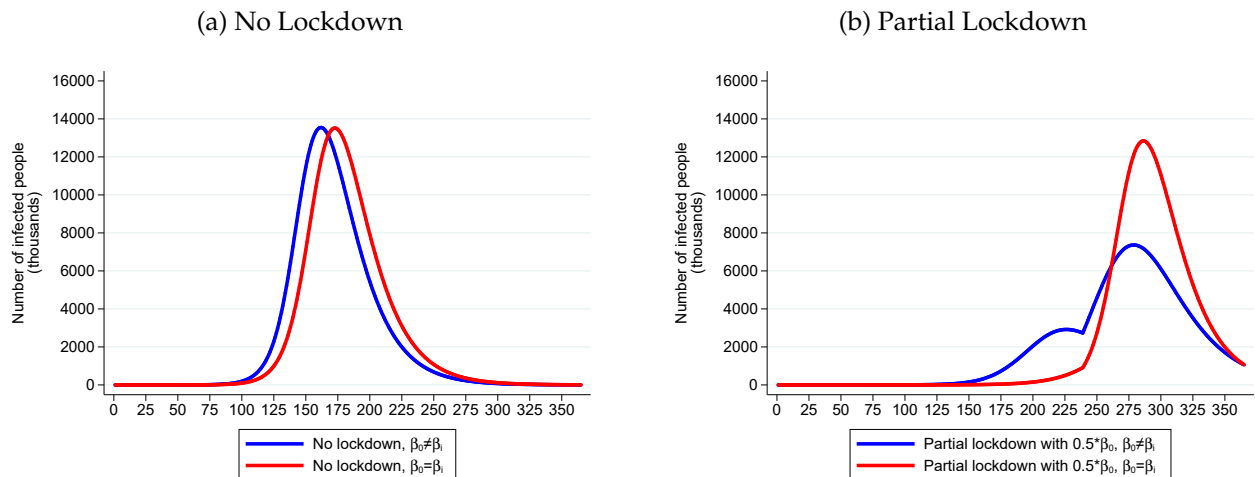 (a) No Lockdown
(b) Partial Lockdown
Number of infected people
(thousands)
16000
14000
12000
10000
8000
6000
4000
2000
0
0 25 50 75 100 125 150 175 200 225 250 275 300 325 350
No lockdown, β₀≠βᵢ
No lockdown, β₀=βᵢ
Number of infected people
(thousands)
16000
14000
12000
10000
8000
6000
4000
2000
0
0 25 50 75 100 125 150 175 200 225 250 275 300 325 350
Partial lockdown with 0.5*β₀, β₀≠βᵢ
Partial lockdown with 0.5*β₀, β₀=βᵢ